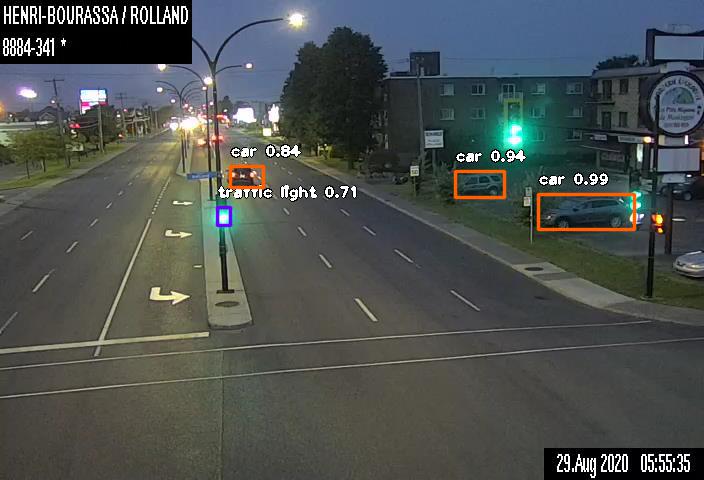 HENRI-BOURASSA / ROLLAND
8884-341 *
car 0.84
car 0.94
car 0.99
traffic light 0.71
29.Aug 2020 05:55:35